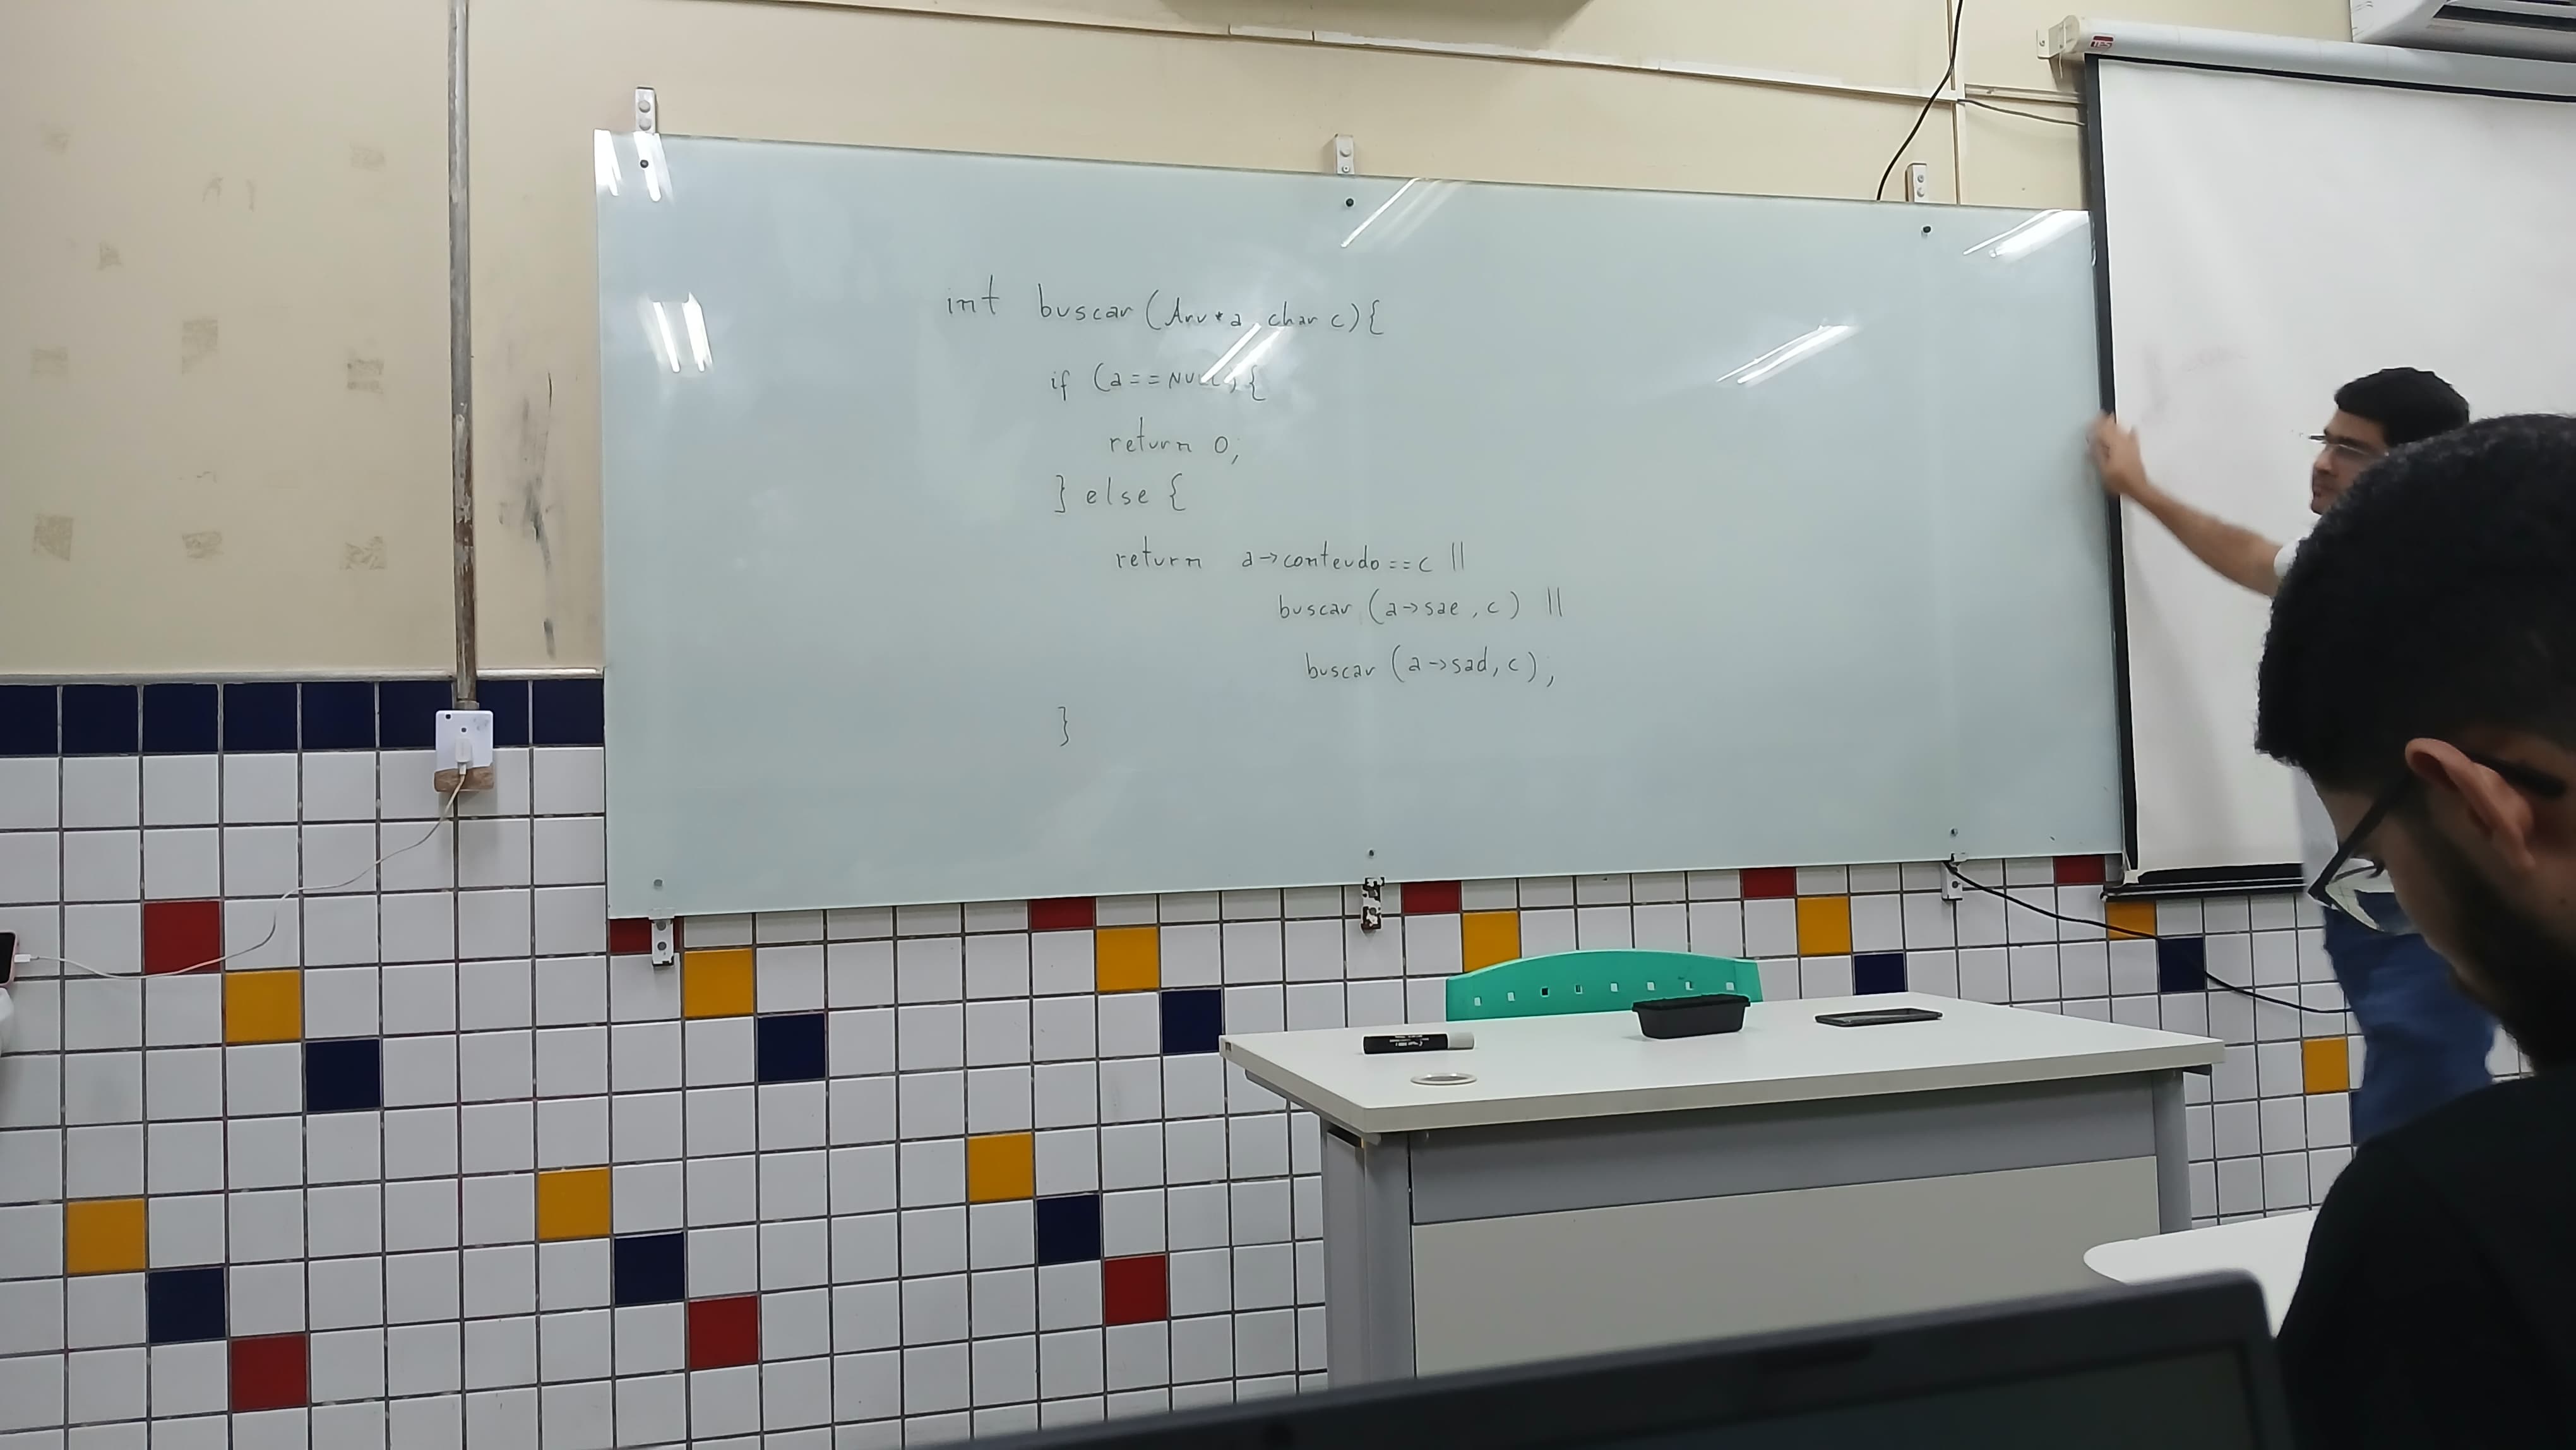 int buscar (Arv * a, char c) {
if (a == NULL) {
return 0;
} else {
return a->conteudo == c ||
buscar (a->sae, c) ||
buscar (a->sad, c);
}